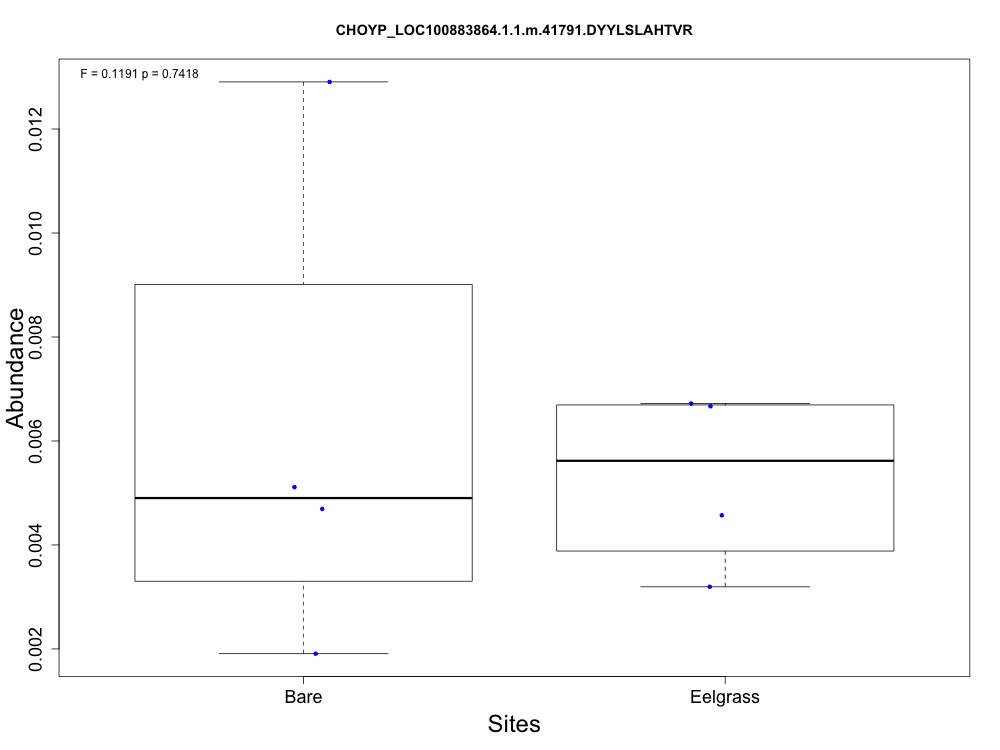 CHOYP_LOC100883864.1.1.m.41791.DYYLSLAHTVR
F = 0.1191 p = 0.7418
0.012
0.010
0.008
0.006
0.004
0.002
Abundance
Bare
Eelgrass
Sites